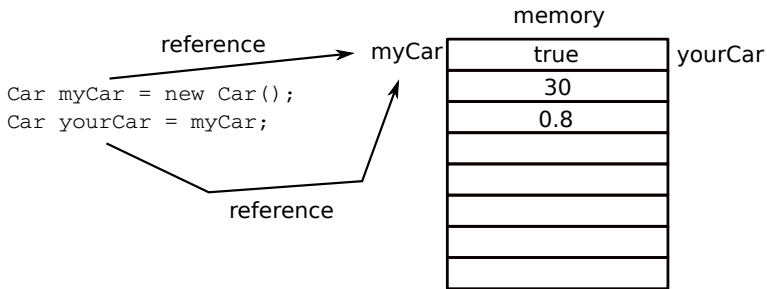 memory
reference
myCar
true
yourCar
30
0.8
Car myCar = new Car();
Car yourCar = myCar;
reference